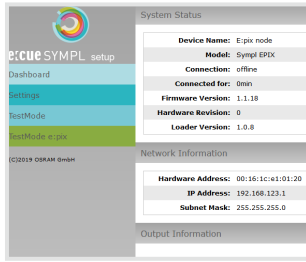 e:cue SYMPL setup
Dashboard
Settings
TestMode
TestMode e:pix
(C)2019 OSRAM GmbH
System Status
Device Name: E:pix node
Model: Sympl EPIX
Connection: offline
Connected for: 0min
Firmware Version: 1.1.18
Hardware Revision: 0
Loader Version: 1.0.8
Network Information
Hardware Address: 00:16:1c:e1:01:20
IP Address: 192.168.123.1
Subnet Mask: 255.255.255.0
Output Information